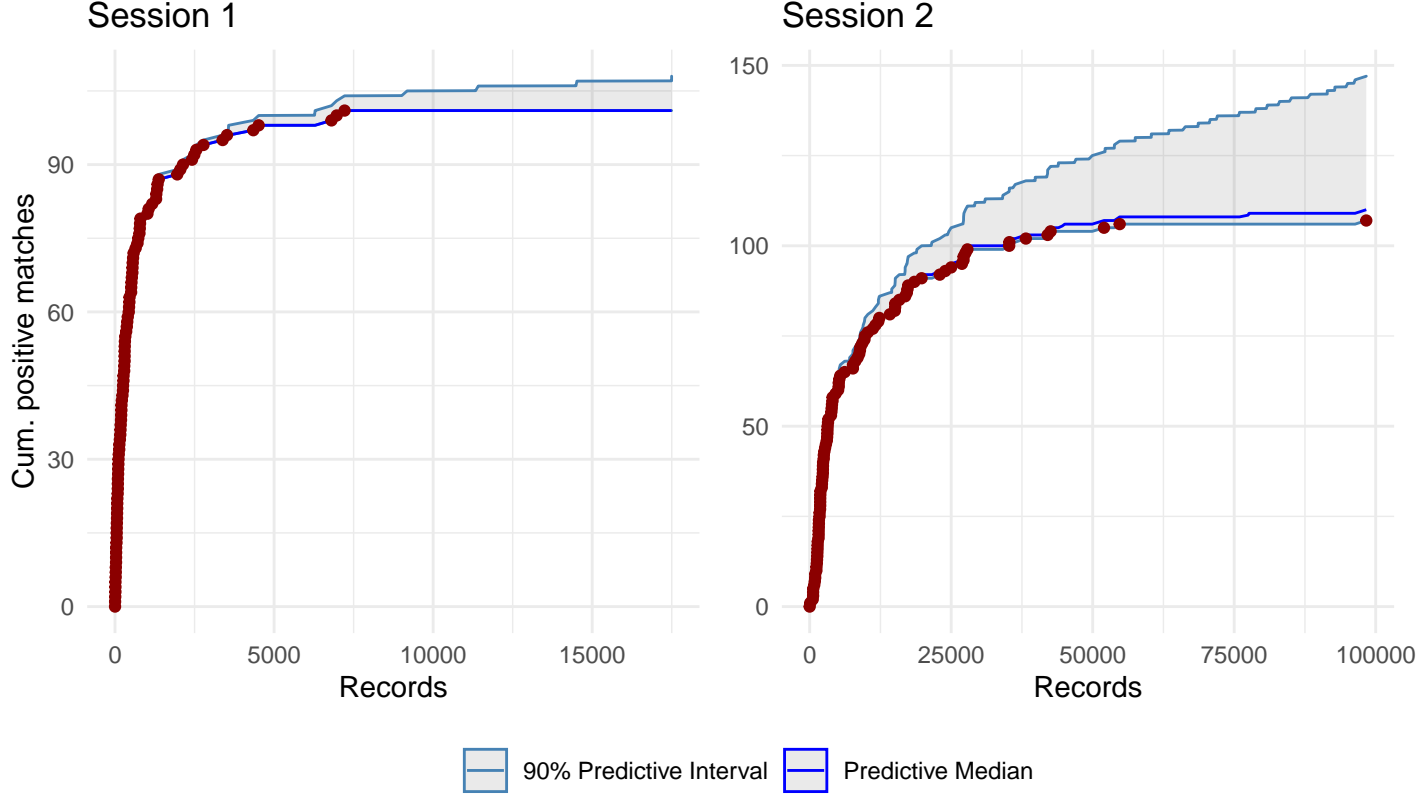 Session 1
Session 2
Cum. positive matches
90
60
30
0
150
100
50
0
0 5000 10000 15000
0 25000 50000 75000 100000
Records
Records
90% Predictive Interval
Predictive Median